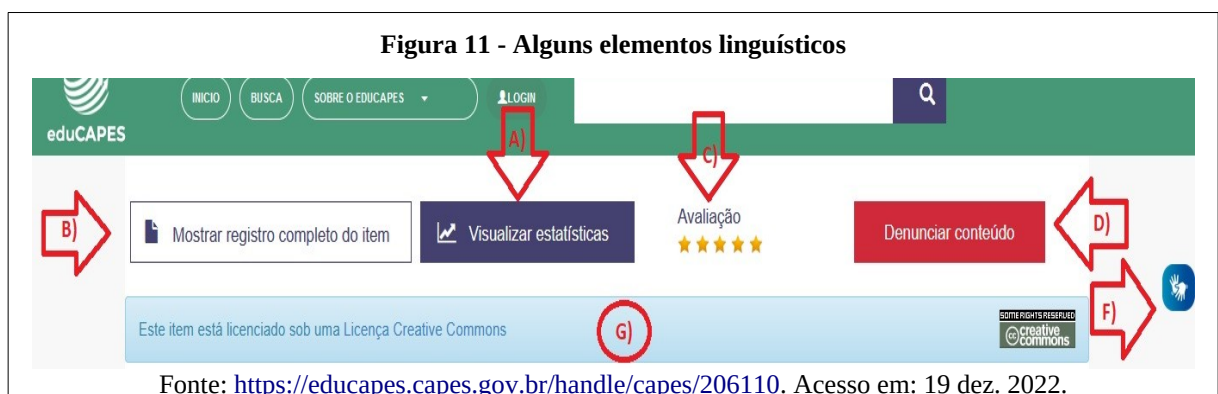 Figura 11 - Alguns elementos linguísticos
INICIO BUSCA SOBRE O EDUCAPES LOGIN
eduCAPES
A)
C)
B) Mostrar registro completo do item Visualizar estatísticas Avaliação Denunciar conteúdo D)
Este item está licenciado sob uma Licença Creative Commons G) SOME RIGHTS RESERVED F)
cc creative commons
Fonte: https://educapes.capes.gov.br/handle/capes/206110. Acesso em: 19 dez. 2022.